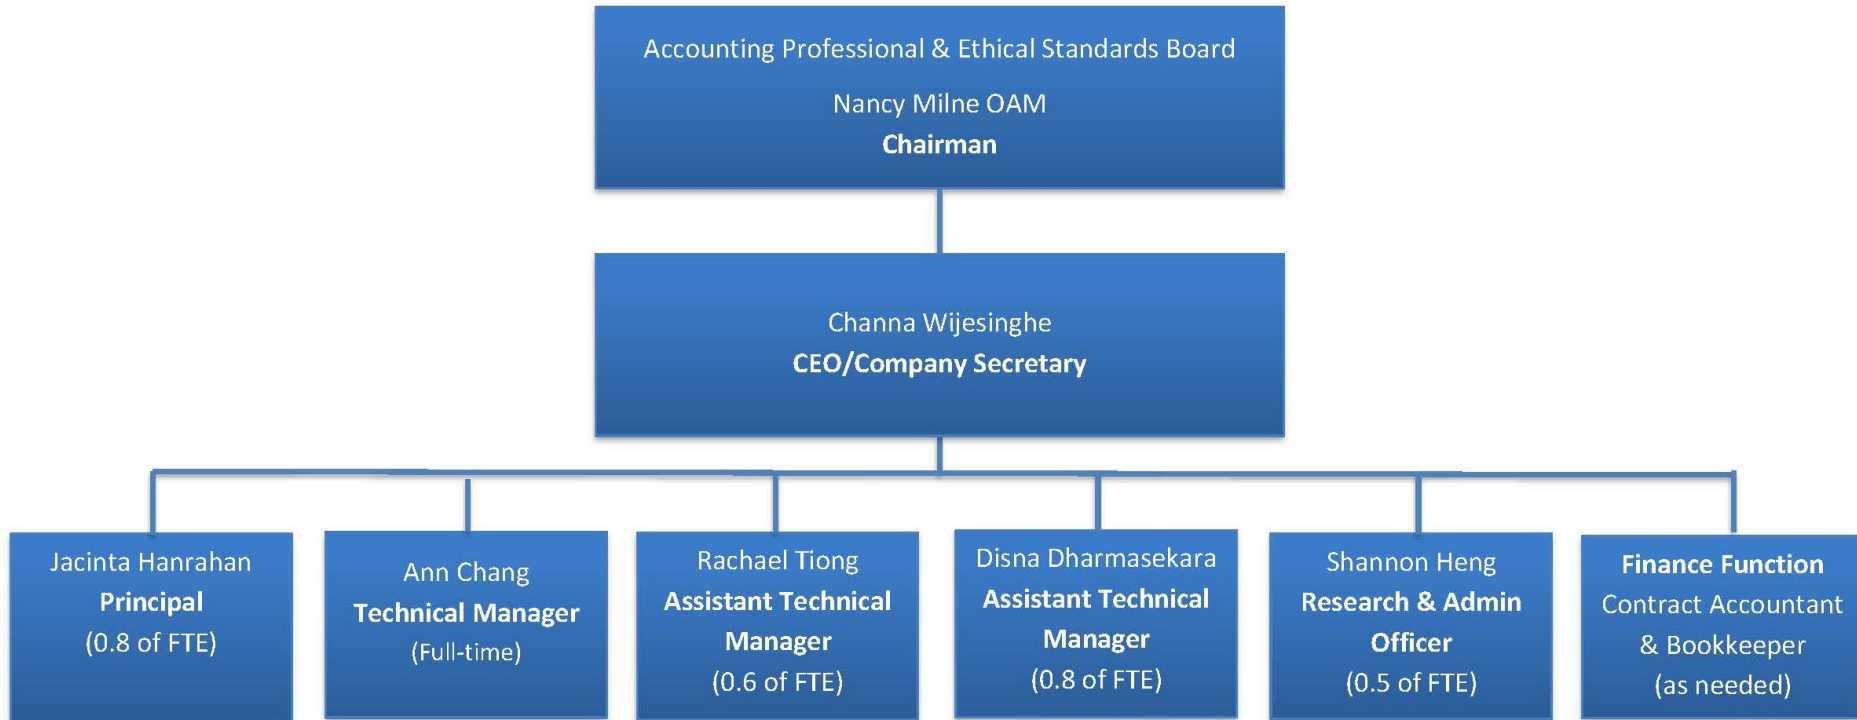 Accounting Professional & Ethical Standards Board
Nancy Milne OAM
Chairman
Channa Wijesinghe
CEO/Company Secretary
Jacinta Hanrahan
Principal
(0.8 of FTE)
Ann Chang
Technical Manager
(Full-time)
Rachael Tiong
Assistant Technical
Manager
(0.6 of FTE)
Disna Dharmasekara
Assistant Technical
Manager
(0.8 of FTE)
Shannon Heng
Research & Admin
Officer
(0.5 of FTE)
Finance Function
Contract Accountant
& Bookkeeper
(as needed)